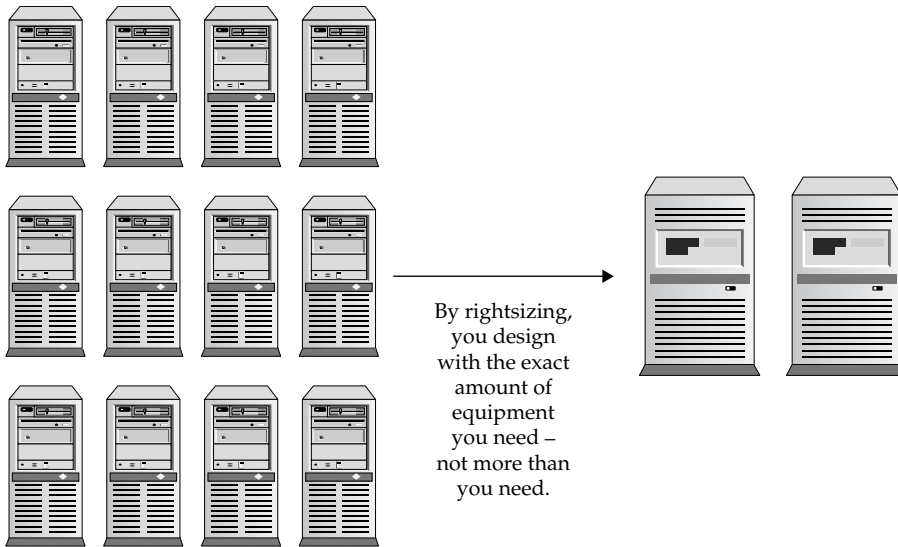 By rightsizing,
you design
with the exact
amount of
equipment
you need –
not more than
you need.